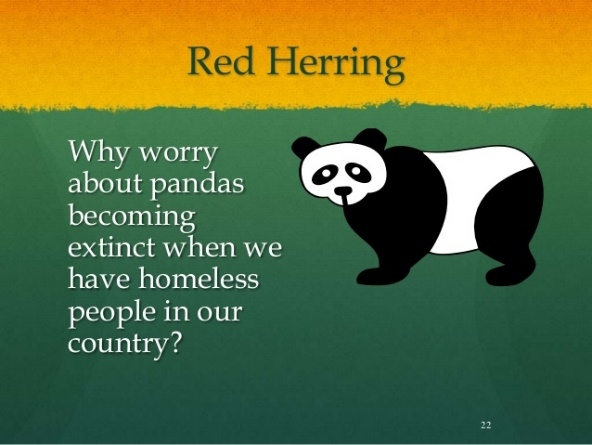 Red Herring
Why worry
about pandas
becoming
extinct when we
have homeless
people in our
country?
22